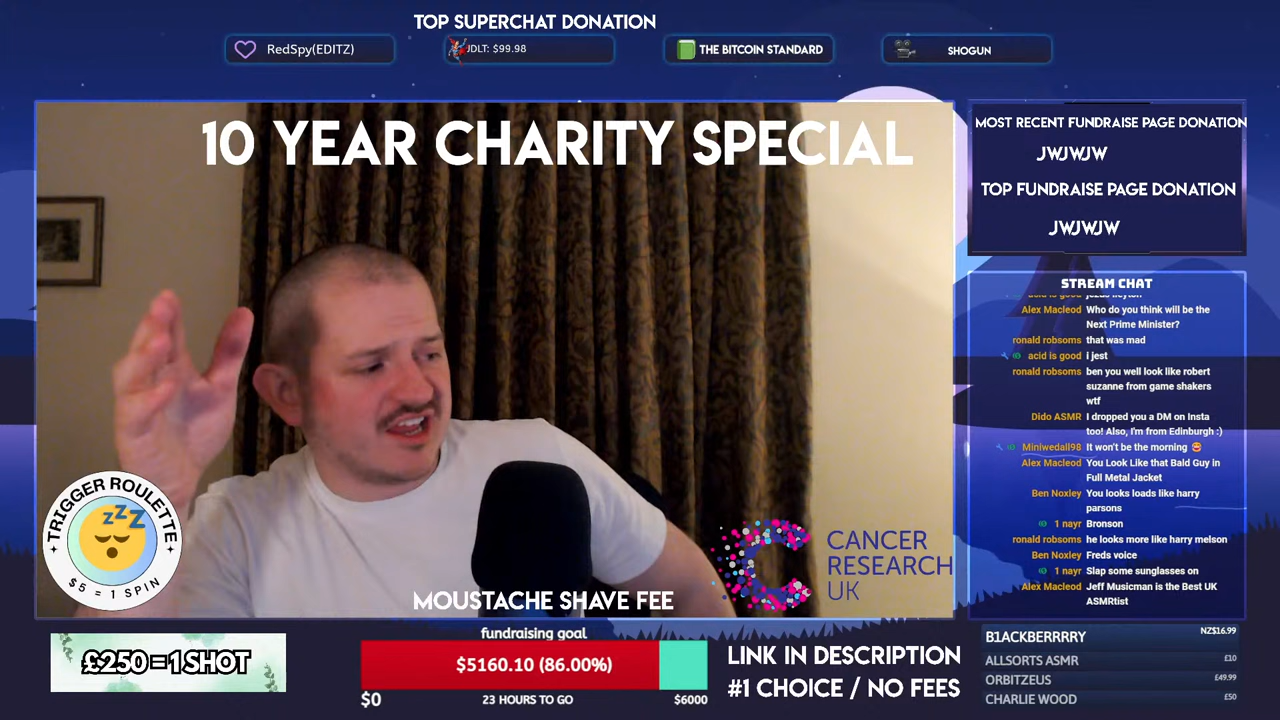 TOP SUPERCHAT DONATION
RedSpy(EDITZ)
JDLT: $99.98
THE BITCOIN STANDARD
SHOGUN
10 YEAR CHARITY SPECIAL
MOST RECENT FUNDRAISE PAGE DONATION
JWJWJW
TOP FUNDRAISE PAGE DONATION
JWJWJW
STREAM CHAT
Alex Macleod Who do you think will be the
Next Prime Minister?
ronald robsoms that was mad
acid is good i jest
ronald robsoms ben you well look like robert
suzanne from game shakers
wtf
Dido ASMR I dropped you a DM on Insta
too! Also, I'm from Edinburgh :)
Miniwedall98 It won't be the morning
Alex Macleod You Look Like that Bald Guy in
Full Metal Jacket
Ben Noxley You looks loads like harry
parsons
1 nayr Bronson
ronald robsoms he looks more like harry melson
Ben Noxley Freds voice
1 nayr Slap some sunglasses on
Alex Macleod Jeff Musicman is the Best UK
ASMRtist
TRIGGER ROULETTE
zzz
$5 = 1 SPIN
CANCER
RESEARCH
UK
MOUSTACHE SHAVE FEE
£250 = 1 SHOT
fundraising goal
$5160.10 (86.00%)
$0
23 HOURS TO GO
$6000
LINK IN DESCRIPTION
#1 CHOICE / NO FEES
B1ACKBERRRRY NZ$16.99
ALLSORTS ASMR £10
ORBITZEUS £49.99
CHARLIE WOOD £50